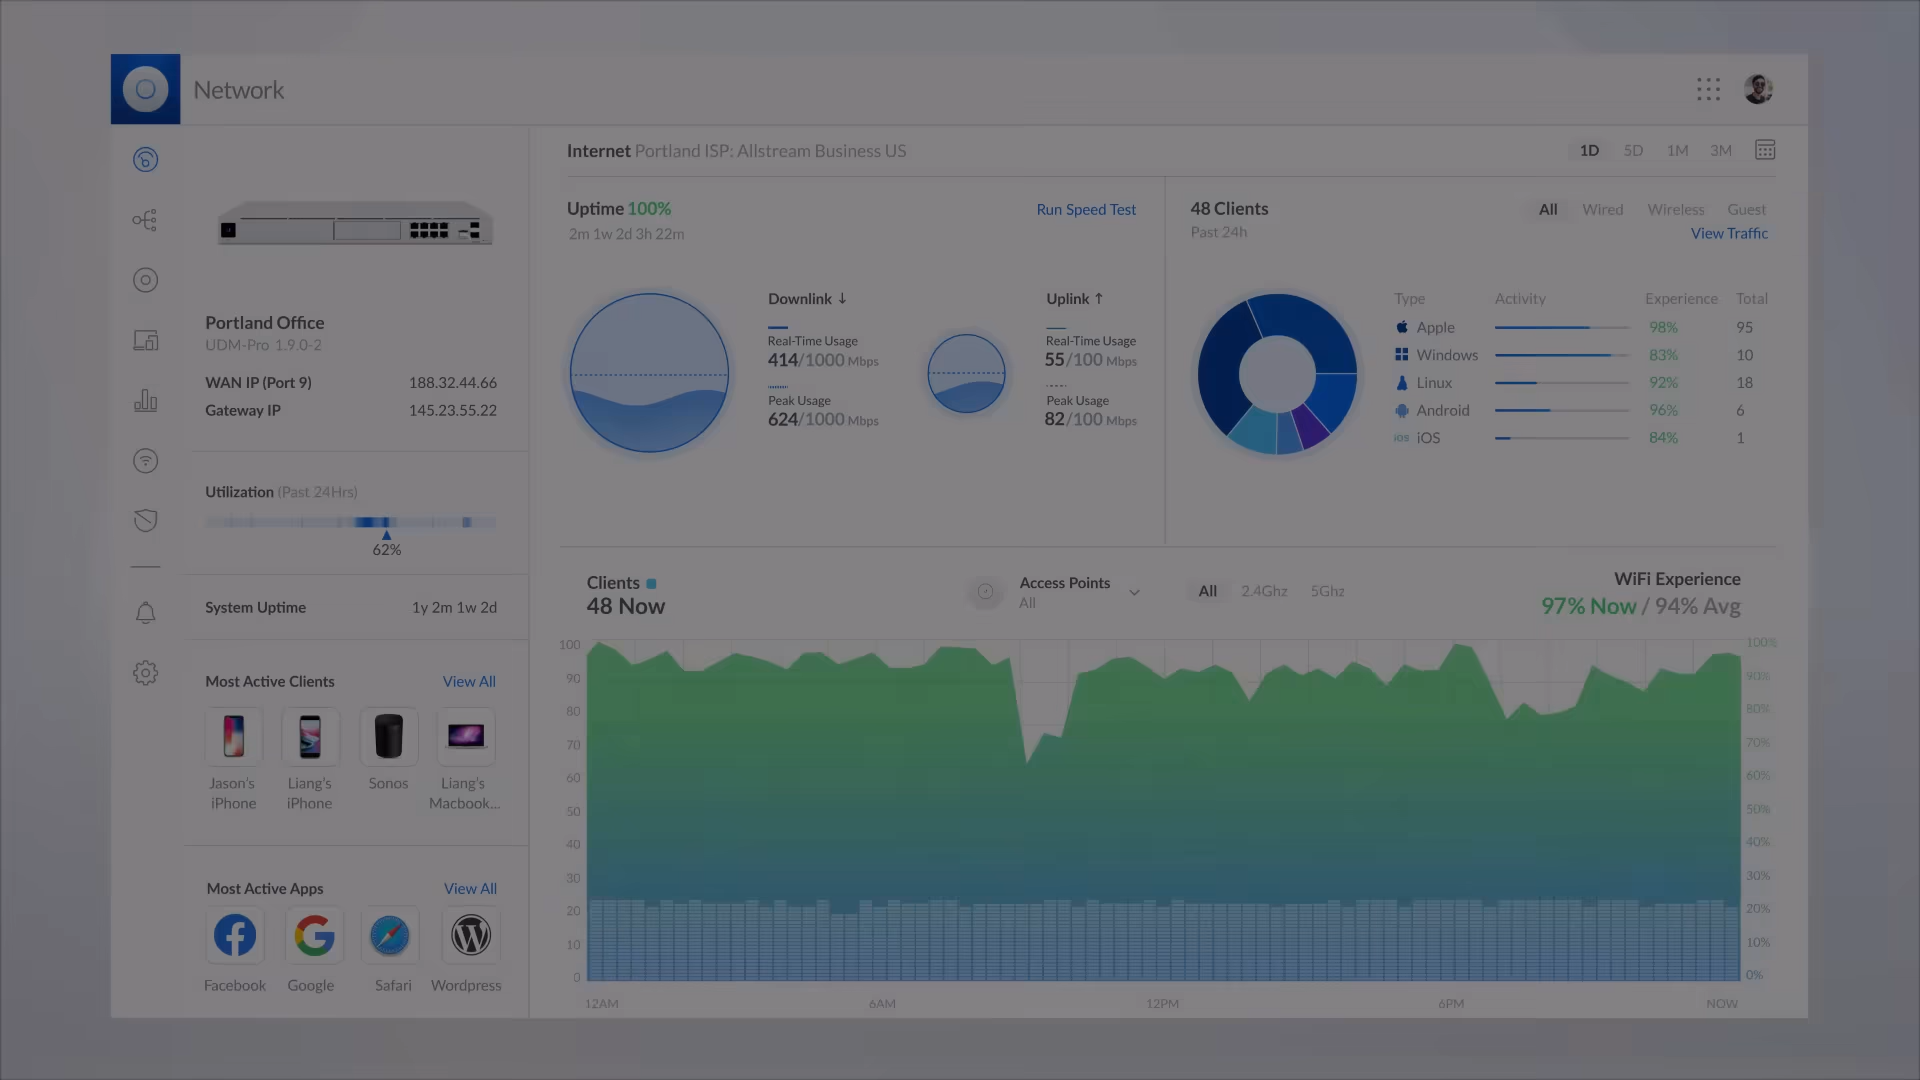 Network
Internet Portland ISP: Allstream Business US
1D 5D 1M 3M
Portland Office
UDM-Pro 1.9.0-2
WAN IP (Port 9) 188.32.44.66
Gateway IP 145.23.55.22
Utilization (Past 24Hrs)
62%
System Uptime 1y 2m 1w 2d
Most Active Clients View All
Jason's iPhone
Liang's iPhone
Sonos
Liang's Macbook...
Most Active Apps View All
Facebook Google Safari Wordpress
Uptime 100%
2m 1w 2d 3h 22m
Run Speed Test
Downlink ↓
Real-Time Usage
414/1000 Mbps
Peak Usage
624/1000 Mbps
Uplink ↑
Real-Time Usage
55/100 Mbps
Peak Usage
82/100 Mbps
48 Clients
Past 24h
All Wired Wireless Guest
View Traffic
Type Activity Experience Total
Apple 98% 95
Windows 83% 10
Linux 92% 18
Android 96% 6
iOS iOS 84% 1
Clients
48 Now
Access Points
All
All 2.4Ghz 5Ghz
WiFi Experience
97% Now / 94% Avg
100 100%
90 90%
80 80%
70 70%
60 60%
50 50%
40 40%
30 30%
20 20%
10 10%
0 0%
12AM 6AM 12PM 6PM NOW